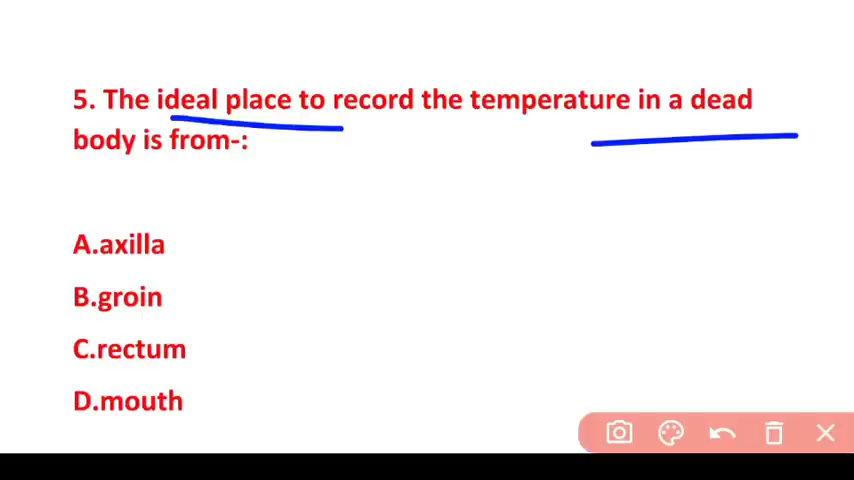 5. The ideal place to record the temperature in a dead
body is from-:
A.axilla
B.groin
C.rectum
D.mouth